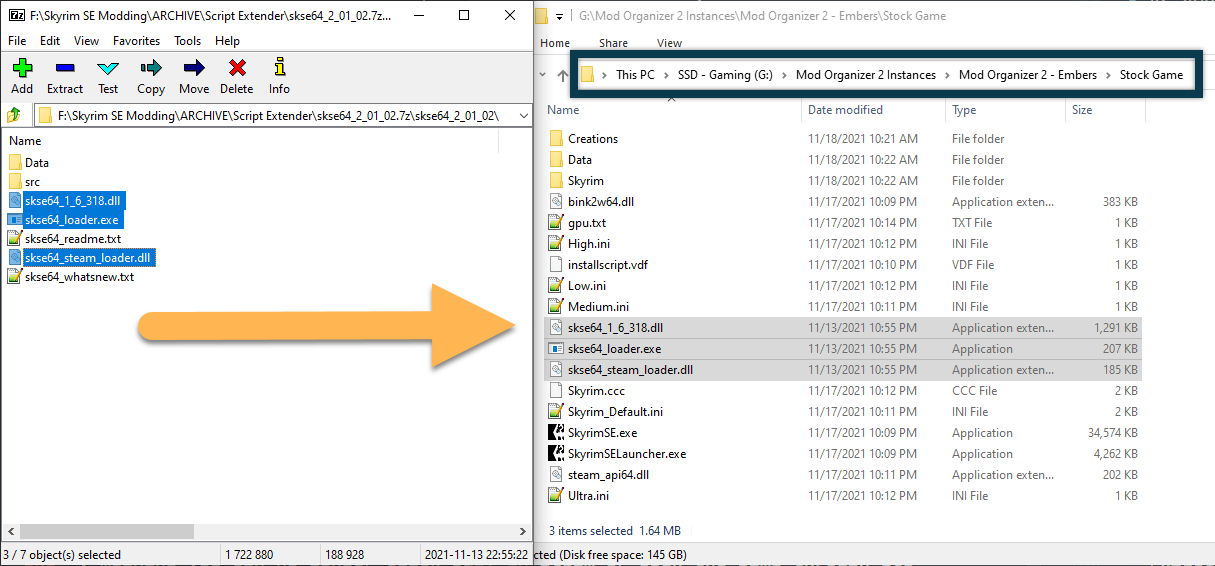 F:\Skyrim SE Modding\ARCHIVE\Script Extender\skse64_2_01_02.7z...
File Edit View Favorites Tools Help
Add Extract Test Copy Move Delete Info
F:\Skyrim SE Modding\ARCHIVE\Script Extender\skse64_2_01_02.7z\skse64_2_01_02\
Name
Data
src
skse64_1_6_318.dll
skse64_loader.exe
skse64_readme.txt
skse64_steam_loader.dll
skse64_whatsnew.txt
3 / 7 object(s) selected 1 722 880 188 928 2021-11-13 22:55:22
G:\Mod Organizer 2 Instances\Mod Organizer 2 - Embers\Stock Game
Home Share View
This PC > SSD - Gaming (G:) > Mod Organizer 2 Instances > Mod Organizer 2 - Embers > Stock Game
Name Date modified Type Size
Creations 11/18/2021 10:21 AM File folder
Data 11/18/2021 10:22 AM File folder
Skyrim 11/18/2021 10:22 AM File folder
bink2w64.dll 11/17/2021 10:09 PM Application exten... 383 KB
gpu.txt 11/17/2021 10:14 PM TXT File 1 KB
High.ini 11/17/2021 10:12 PM INI File 1 KB
installscript.vdf 11/17/2021 10:10 PM VDF File 1 KB
Low.ini 11/17/2021 10:12 PM INI File 1 KB
Medium.ini 11/17/2021 10:11 PM INI File 1 KB
skse64_1_6_318.dll 11/13/2021 10:55 PM Application exten... 1,291 KB
skse64_loader.exe 11/13/2021 10:55 PM Application 207 KB
skse64_steam_loader.dll 11/13/2021 10:55 PM Application exten... 185 KB
Skyrim.ccc 11/17/2021 10:12 PM CCC File 2 KB
Skyrim_Default.ini 11/17/2021 10:11 PM INI File 2 KB
SkyrimSE.exe 11/17/2021 10:09 PM Application 34,574 KB
SkyrimSELauncher.exe 11/17/2021 10:09 PM Application 4,262 KB
steam_api64.dll 11/17/2021 10:11 PM Application exten... 202 KB
Ultra.ini 11/17/2021 10:12 PM INI File 1 KB
3 items selected 1.64 MB
cted (Disk free space: 145 GB)